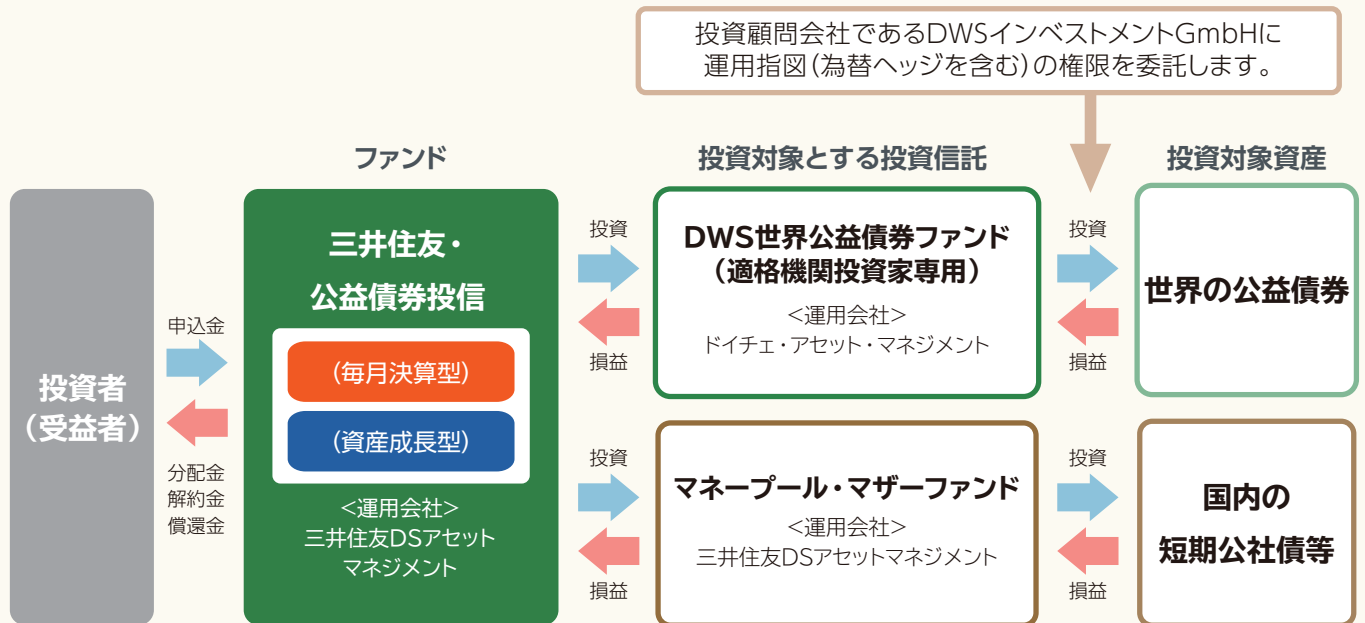 投資顧問会社であるDWSインベストメントGmbHに
運用指図(為替ヘッジを含む)の権限を委託します。
ファンド
投資対象とする投資信託
投資対象資産
投資者
(受益者)
申込金
分配金
解約金
償還金
三井住友・
公益債券投信
(毎月決算型)
(資産成長型)
<運用会社>
三井住友DSアセット
マネジメント
投資
損益
DWS世界公益債券ファンド
(適格機関投資家専用)
<運用会社>
ドイチェ・アセット・マネジメント
投資
損益
世界の公益債券
投資
損益
マネープール・マザーファンド
<運用会社>
三井住友DSアセットマネジメント
投資
損益
国内の
短期公社債等